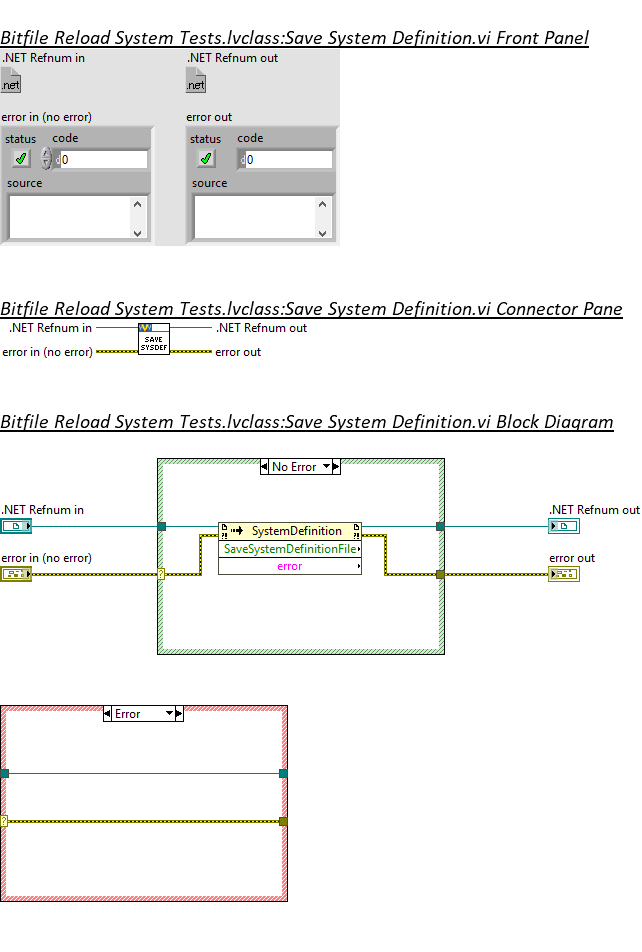 Bitfile Reload System Tests.lvclass:Save System Definition.vi Front Panel
.NET Refnum in .NET Refnum out
.net .net
error in (no error) error out
status code status code
d 0 d 0
source source
Bitfile Reload System Tests.lvclass:Save System Definition.vi Connector Pane
.NET Refnum in .NET Refnum out
SAVE
SYSDEF
error in (no error) error out
Bitfile Reload System Tests.lvclass:Save System Definition.vi Block Diagram
No Error
.NET Refnum in .NET Refnum out
SystemDefinition
SaveSystemDefinitionFile
error in (no error) error out
error
?
Error
?